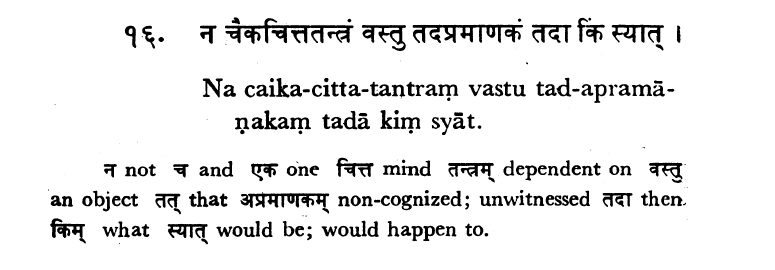 १६. न चैकचित्ततन्त्रं वस्तु तदप्रमाणकं तदा किं स्यात् ।
Na caika-citta-tantraṃ vastu tad-apramā-
ṇakaṃ tadā kiṃ syāt.
न not च and एक one चित्त mind तन्त्रम् dependent on वस्तु
an object तत् that अप्रमाणकम् non-cognized; unwitnessed तदा then
किम् what स्यात् would be; would happen to.